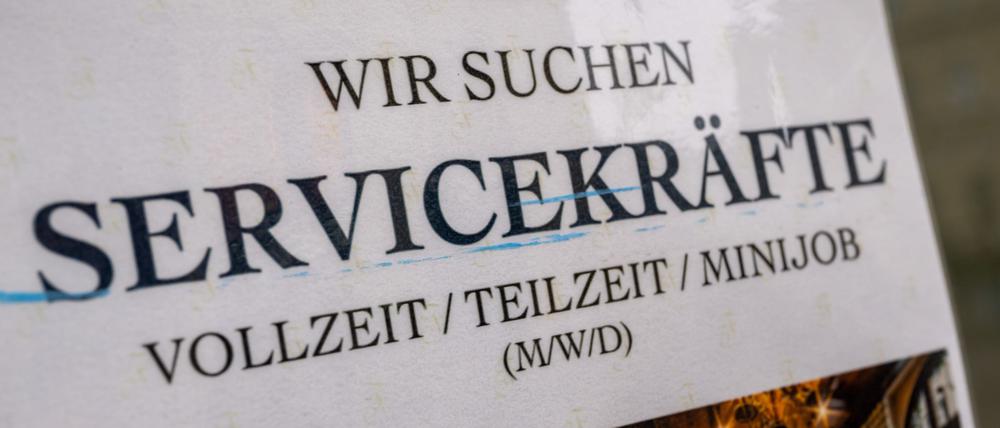 WIR SUCHEN
SERVICEKRÄFTE
VOLLZEIT / TEILZEIT / MINIJOB
(M/W/D)